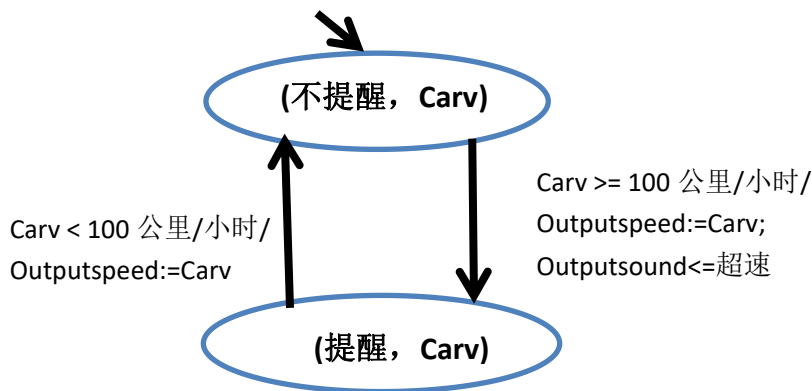 (不提醒，Carv)
Carv >= 100 公里/小时/
Outputspeed:=Carv;
Outputsound<=超速
Carv < 100 公里/小时/
Outputspeed:=Carv
(提醒，Carv)